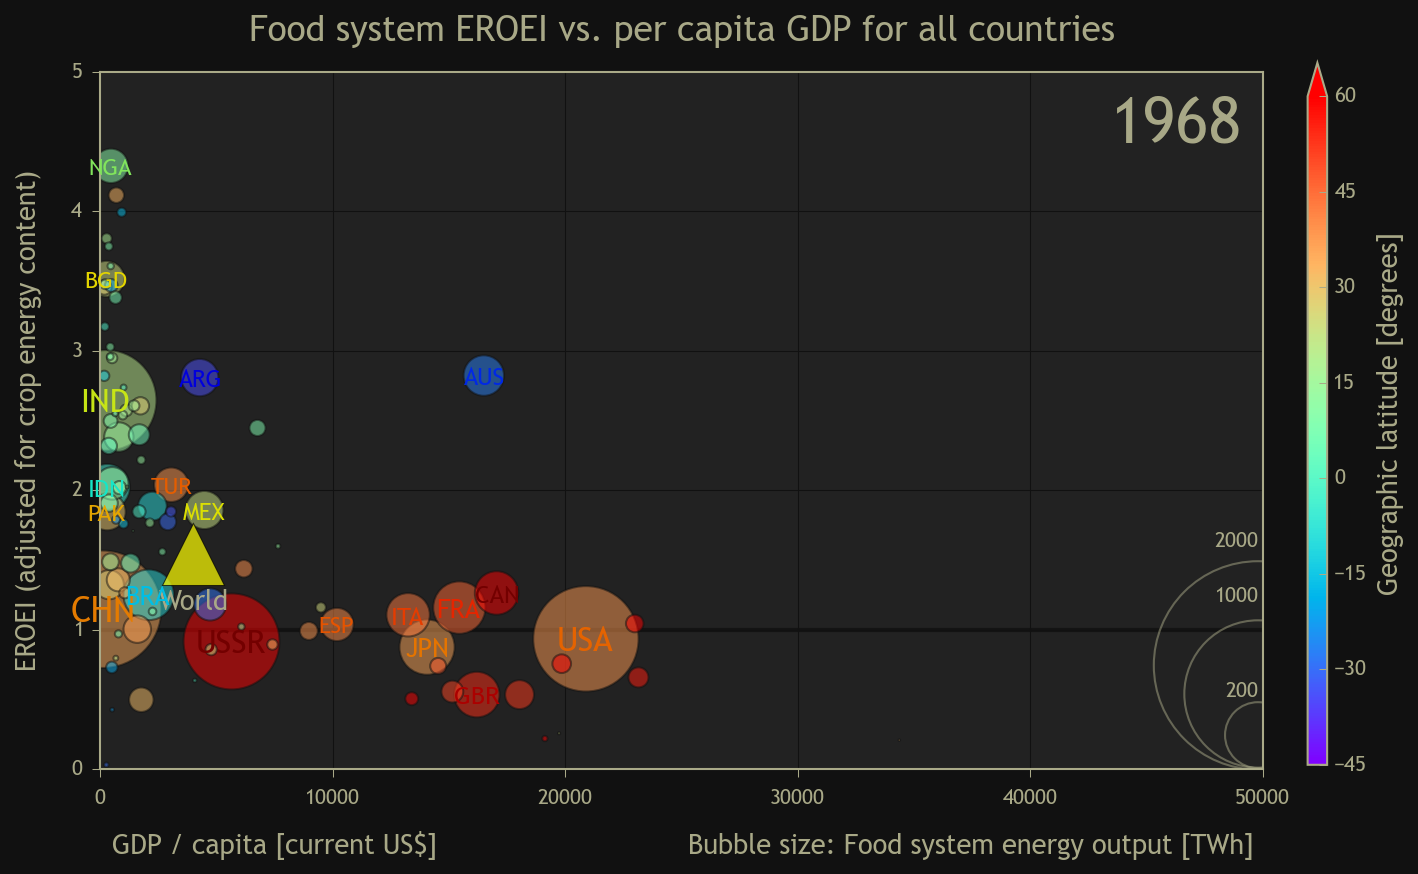 Food system EROEI vs. per capita GDP for all countries
1968
EROEI (adjusted for crop energy content)
5
4
3
2
1
0
NGA
BGD
ARG
AUS
IND
IDN
TUR
PAK
MEX
BRA
World
CHN
USSR
ESP
ITA
FRA
CAN
JPN
GBR
USA
2000
1000
200
0
10000
20000
30000
40000
50000
GDP / capita [current US$]
Bubble size: Food system energy output [TWh]
60
45
30
15
0
−15
−30
−45
Geographic latitude [degrees]